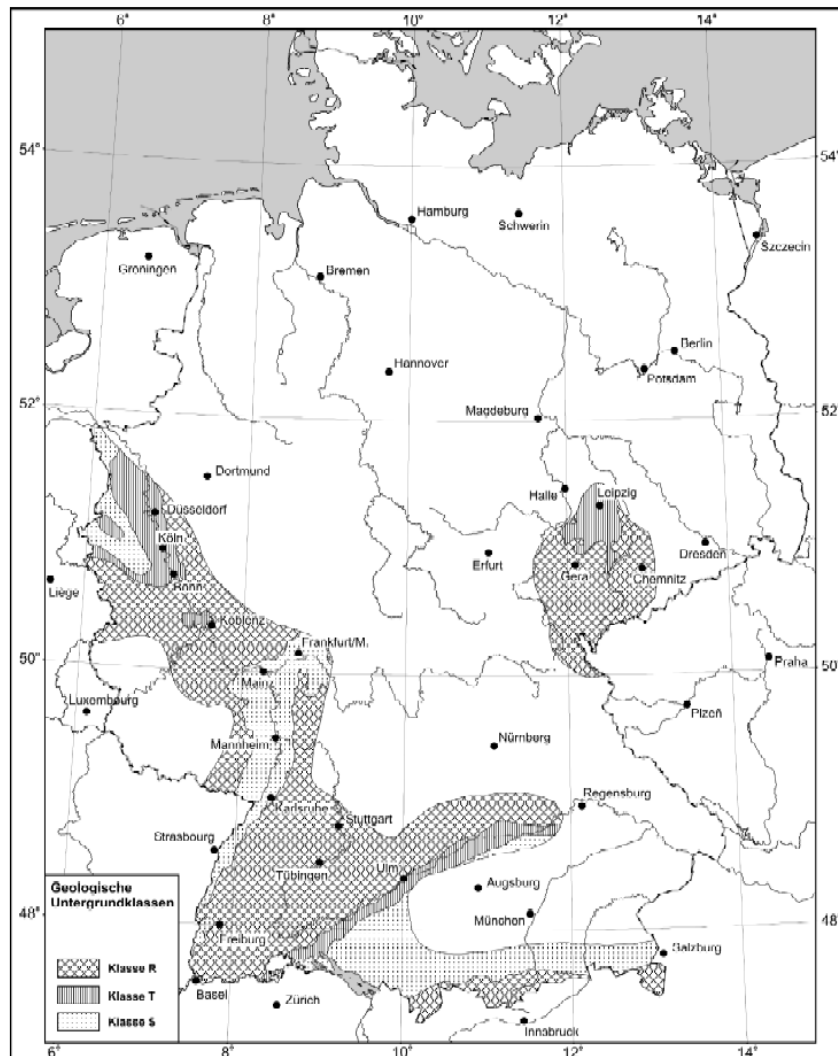 6° 8° 10° 12° 14°
54° 54°
Hamburg
Schwerin
Szczecin
Groningen
Bremen
Berlin
Hannover
Potsdam
52° 52°
Magdeburg
Dortmund
Halle
Leipzig
Düsseldorf
Köln
Erfurt
Dresden
Gera
Chemnitz
Liège
Bonn
Koblenz
Frankfurt/M.
50° 50°
Praha
Mainz
Luxembourg
Plzeň
Mannheim
Nürnberg
Karlsruhe
Regensburg
Stuttgart
Strasbourg
Tübingen
Ulm
Augsburg
München
48° 48°
Freiburg
Salzburg
Basel
Zürich
Innsbruck
Geologische
Untergrundklassen
Klasse R
Klasse T
Klasse S
6° 8° 10° 12° 14°